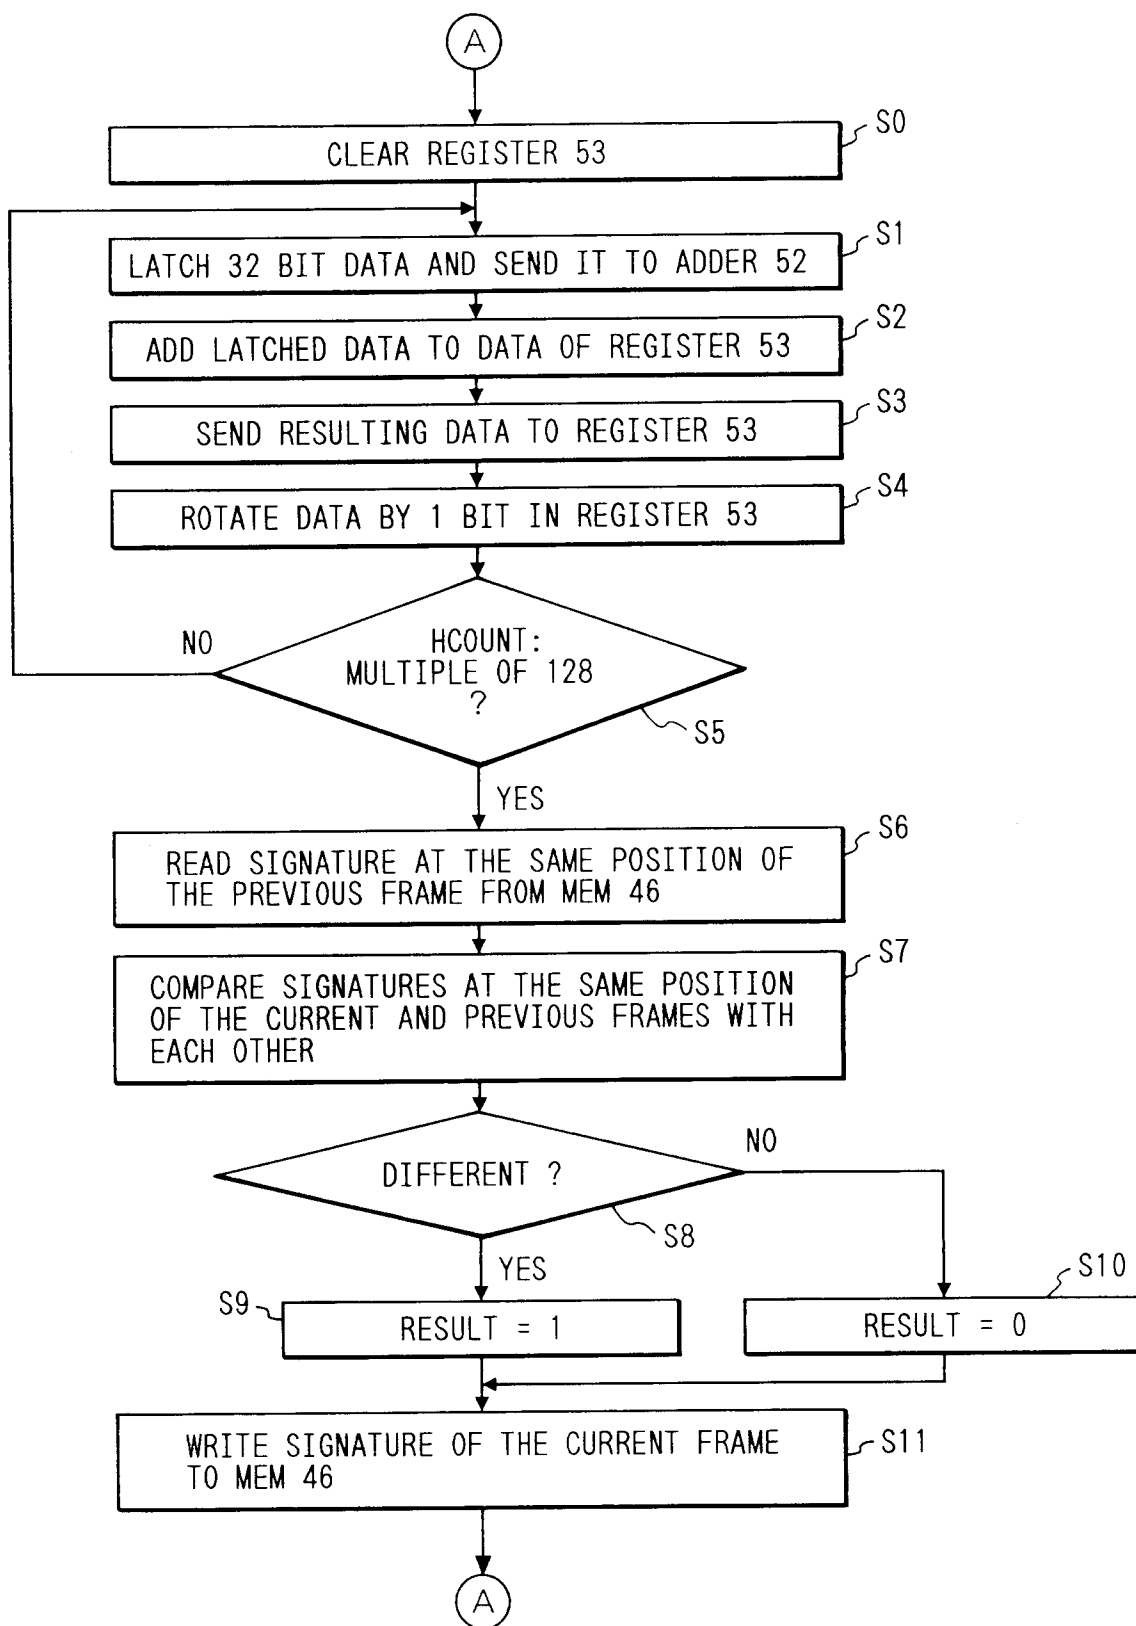 A
S0
CLEAR REGISTER 53
S1
LATCH 32 BIT DATA AND SEND IT TO ADDER 52
S2
ADD LATCHED DATA TO DATA OF REGISTER 53
S3
SEND RESULTING DATA TO REGISTER 53
S4
ROTATE DATA BY 1 BIT IN REGISTER 53
NO
HCOUNT:
MULTIPLE OF 128
?
S5
YES
S6
READ SIGNATURE AT THE SAME POSITION OF
THE PREVIOUS FRAME FROM MEM 46
S7
COMPARE SIGNATURES AT THE SAME POSITION
OF THE CURRENT AND PREVIOUS FRAMES WITH
EACH OTHER
NO
DIFFERENT ?
S8
YES
S10
S9
RESULT = 1
RESULT = 0
WRITE SIGNATURE OF THE CURRENT FRAME
TO MEM 46
S11
A